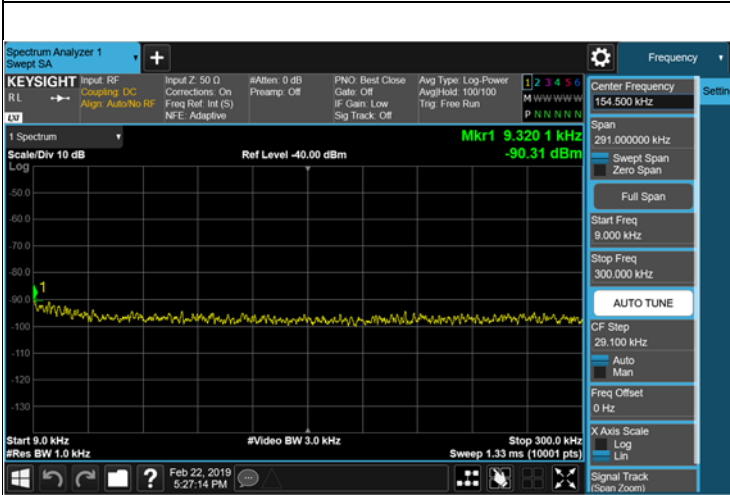 Spectrum Analyzer 1
Swept SA
Frequency
KEYSIGHT
RL
LXI
Input: RF
Coupling: DC
Align: Auto/No RF
Input Z: 50 Ω
Corrections: On
Freq Ref: Int (S)
NFE: Adaptive
#Atten: 0 dB
Preamp: Off
PNO: Best Close
Gate: Off
IF Gain: Low
Sig Track: Off
Avg Type: Log-Power
Avg|Hold: 100/100
Trig: Free Run
1 2 3 4 5 6
M W W W W W
P N N N N N
1 Spectrum
Mkr1 9.320 1 kHz
Scale/Div 10 dB
Ref Level -40.00 dBm
-90.31 dBm
Log
-50.0
-60.0
-70.0
-80.0
1
-90.0
-100
-110
-120
-130
Start 9.0 kHz
#Video BW 3.0 kHz
Stop 300.0 kHz
#Res BW 1.0 kHz
Sweep 1.33 ms (10001 pts)
?
Feb 22, 2019
5:27:14 PM
Center Frequency
154.500 kHz
Settin
Span
291.000000 kHz
Swept Span
Zero Span
Full Span
Start Freq
9.000 kHz
Stop Freq
300.000 kHz
AUTO TUNE
CF Step
29.100 kHz
Auto
Man
Freq Offset
0 Hz
X Axis Scale
Log
Lin
Signal Track
(Span Zoom)